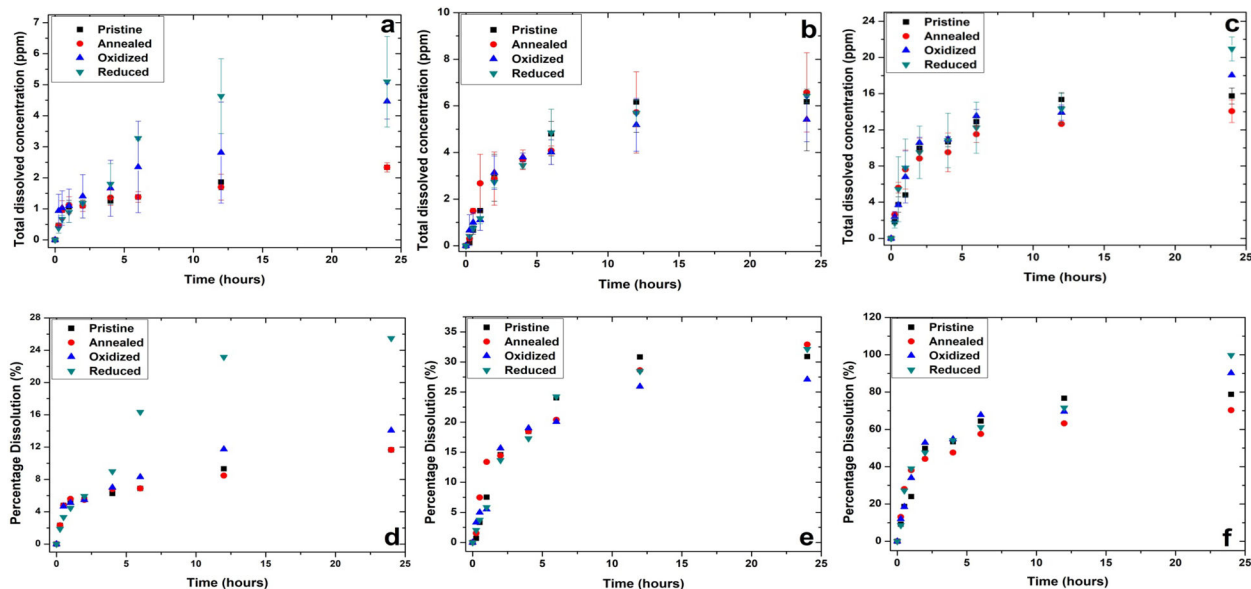 a
Pristine
Annealed
Oxidized
Reduced
Total dissolved concentration (ppm)
7
6
5
4
3
2
1
0
0 5 10 15 20 25
Time (hours)
b
Pristine
Annealed
Oxidized
Reduced
Total dissolved concentration (ppm)
10
8
6
4
2
0
0 5 10 15 20 25
Time (hours)
c
Pristine
Annealed
Oxidized
Reduced
Total dissolved concentration (ppm)
24
20
16
12
8
4
0
0 5 10 15 20 25
Time (hours)
d
Pristine
Annealed
Oxidized
Reduced
Percentage Dissolution (%)
28
24
20
16
12
8
4
0
0 5 10 15 20 25
Time (hours)
e
Pristine
Annealed
Oxidized
Reduced
Percentage Dissolution (%)
35
30
25
20
15
10
5
0
0 5 10 15 20 25
Time (hours)
f
Pristine
Annealed
Oxidized
Reduced
Percentage Dissolution (%)
120
100
80
60
40
20
0
0 5 10 15 20 25
Time (hours)